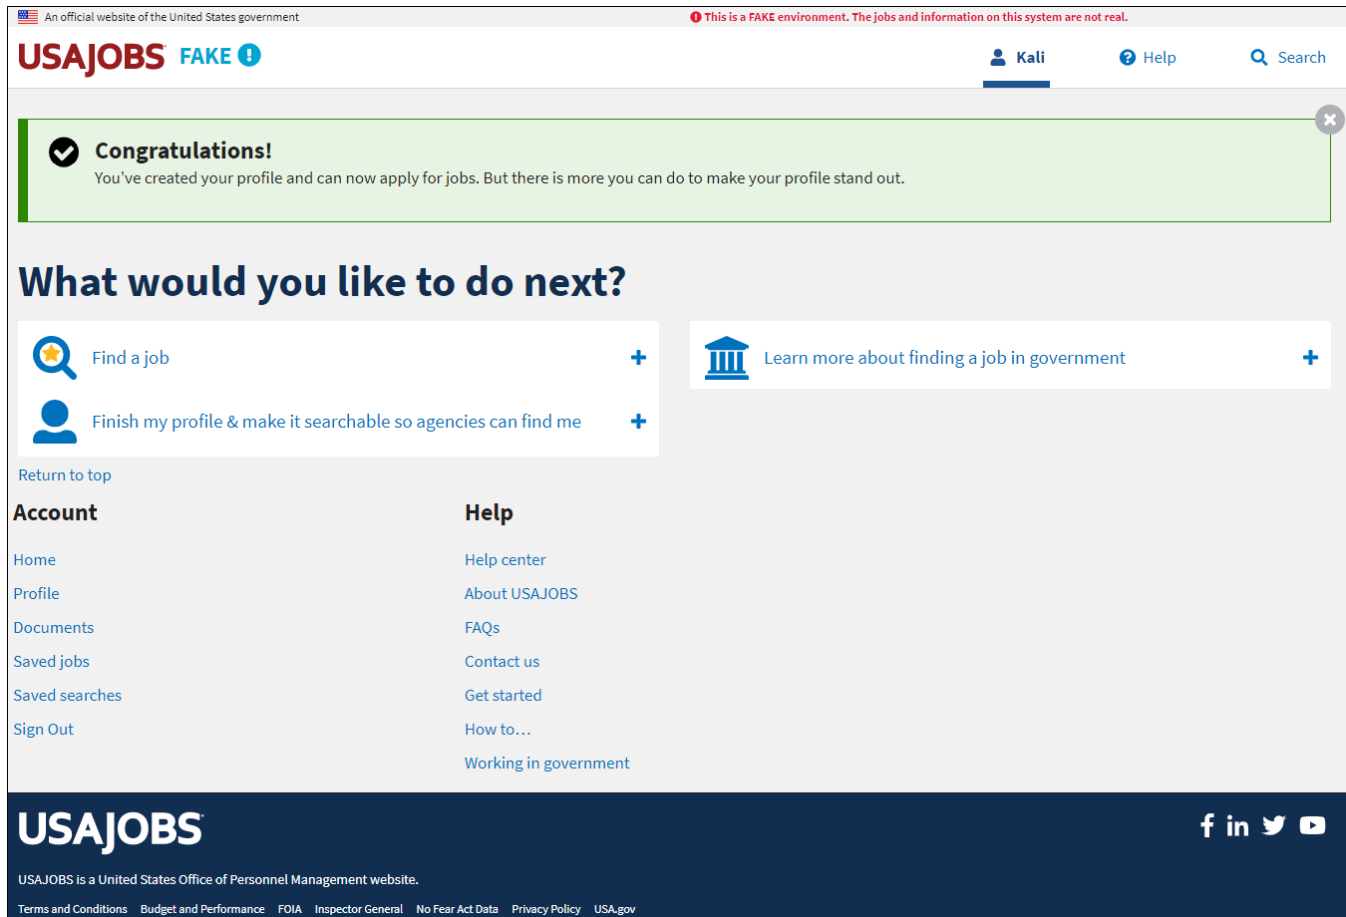 An official website of the United States government
This is a FAKE environment. The jobs and information on this system are not real.
USAJOBS FAKE
Kali
Help
Search
Congratulations!
You've created your profile and can now apply for jobs. But there is more you can do to make your profile stand out.
What would you like to do next?
Find a job
Learn more about finding a job in government
Finish my profile & make it searchable so agencies can find me
Return to top
Account
Home
Profile
Documents
Saved jobs
Saved searches
Sign Out
Help
Help center
About USAJOBS
FAQs
Contact us
Get started
How to…
Working in government
USAJOBS
USAJOBS is a United States Office of Personnel Management website.
Terms and Conditions Budget and Performance FOIA Inspector General No Fear Act Data Privacy Policy USA.gov